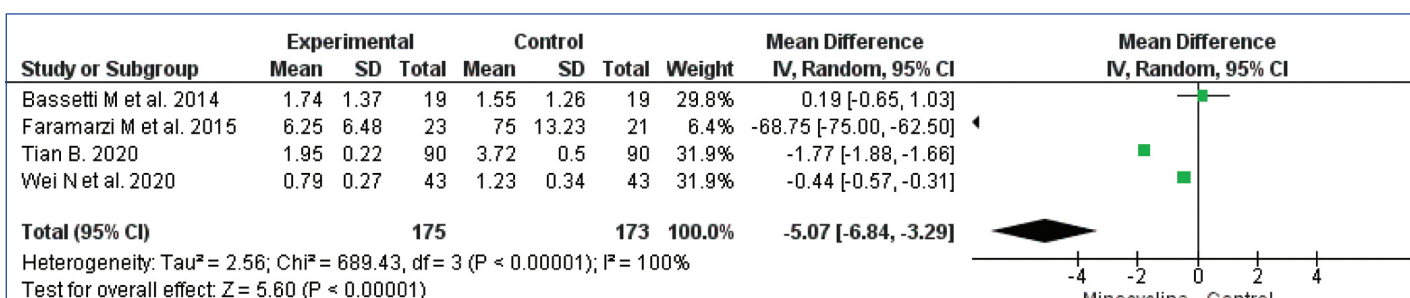 Experimental Control Mean Difference Mean Difference
Study or Subgroup Mean SD Total Mean SD Total Weight IV, Random, 95% CI IV, Random, 95% CI
Bassetti M et al. 2014 1.74 1.37 19 1.55 1.26 19 29.8% 0.19 [-0.65, 1.03]
Faramarzi M et al. 2015 6.25 6.48 23 75 13.23 21 6.4% -68.75 [-75.00, -62.50]
Tian B. 2020 1.95 0.22 90 3.72 0.5 90 31.9% -1.77 [-1.88, -1.66]
Wei N et al. 2020 0.79 0.27 43 1.23 0.34 43 31.9% -0.44 [-0.57, -0.31]
Total (95% CI) 175 173 100.0% -5.07 [-6.84, -3.29]
Heterogeneity: Tau² = 2.56; Chi² = 689.43, df = 3 (P < 0.00001); I² = 100%
Test for overall effect: Z = 5.60 (P < 0.00001)
-4 -2 0 2 4
Minocycline Control